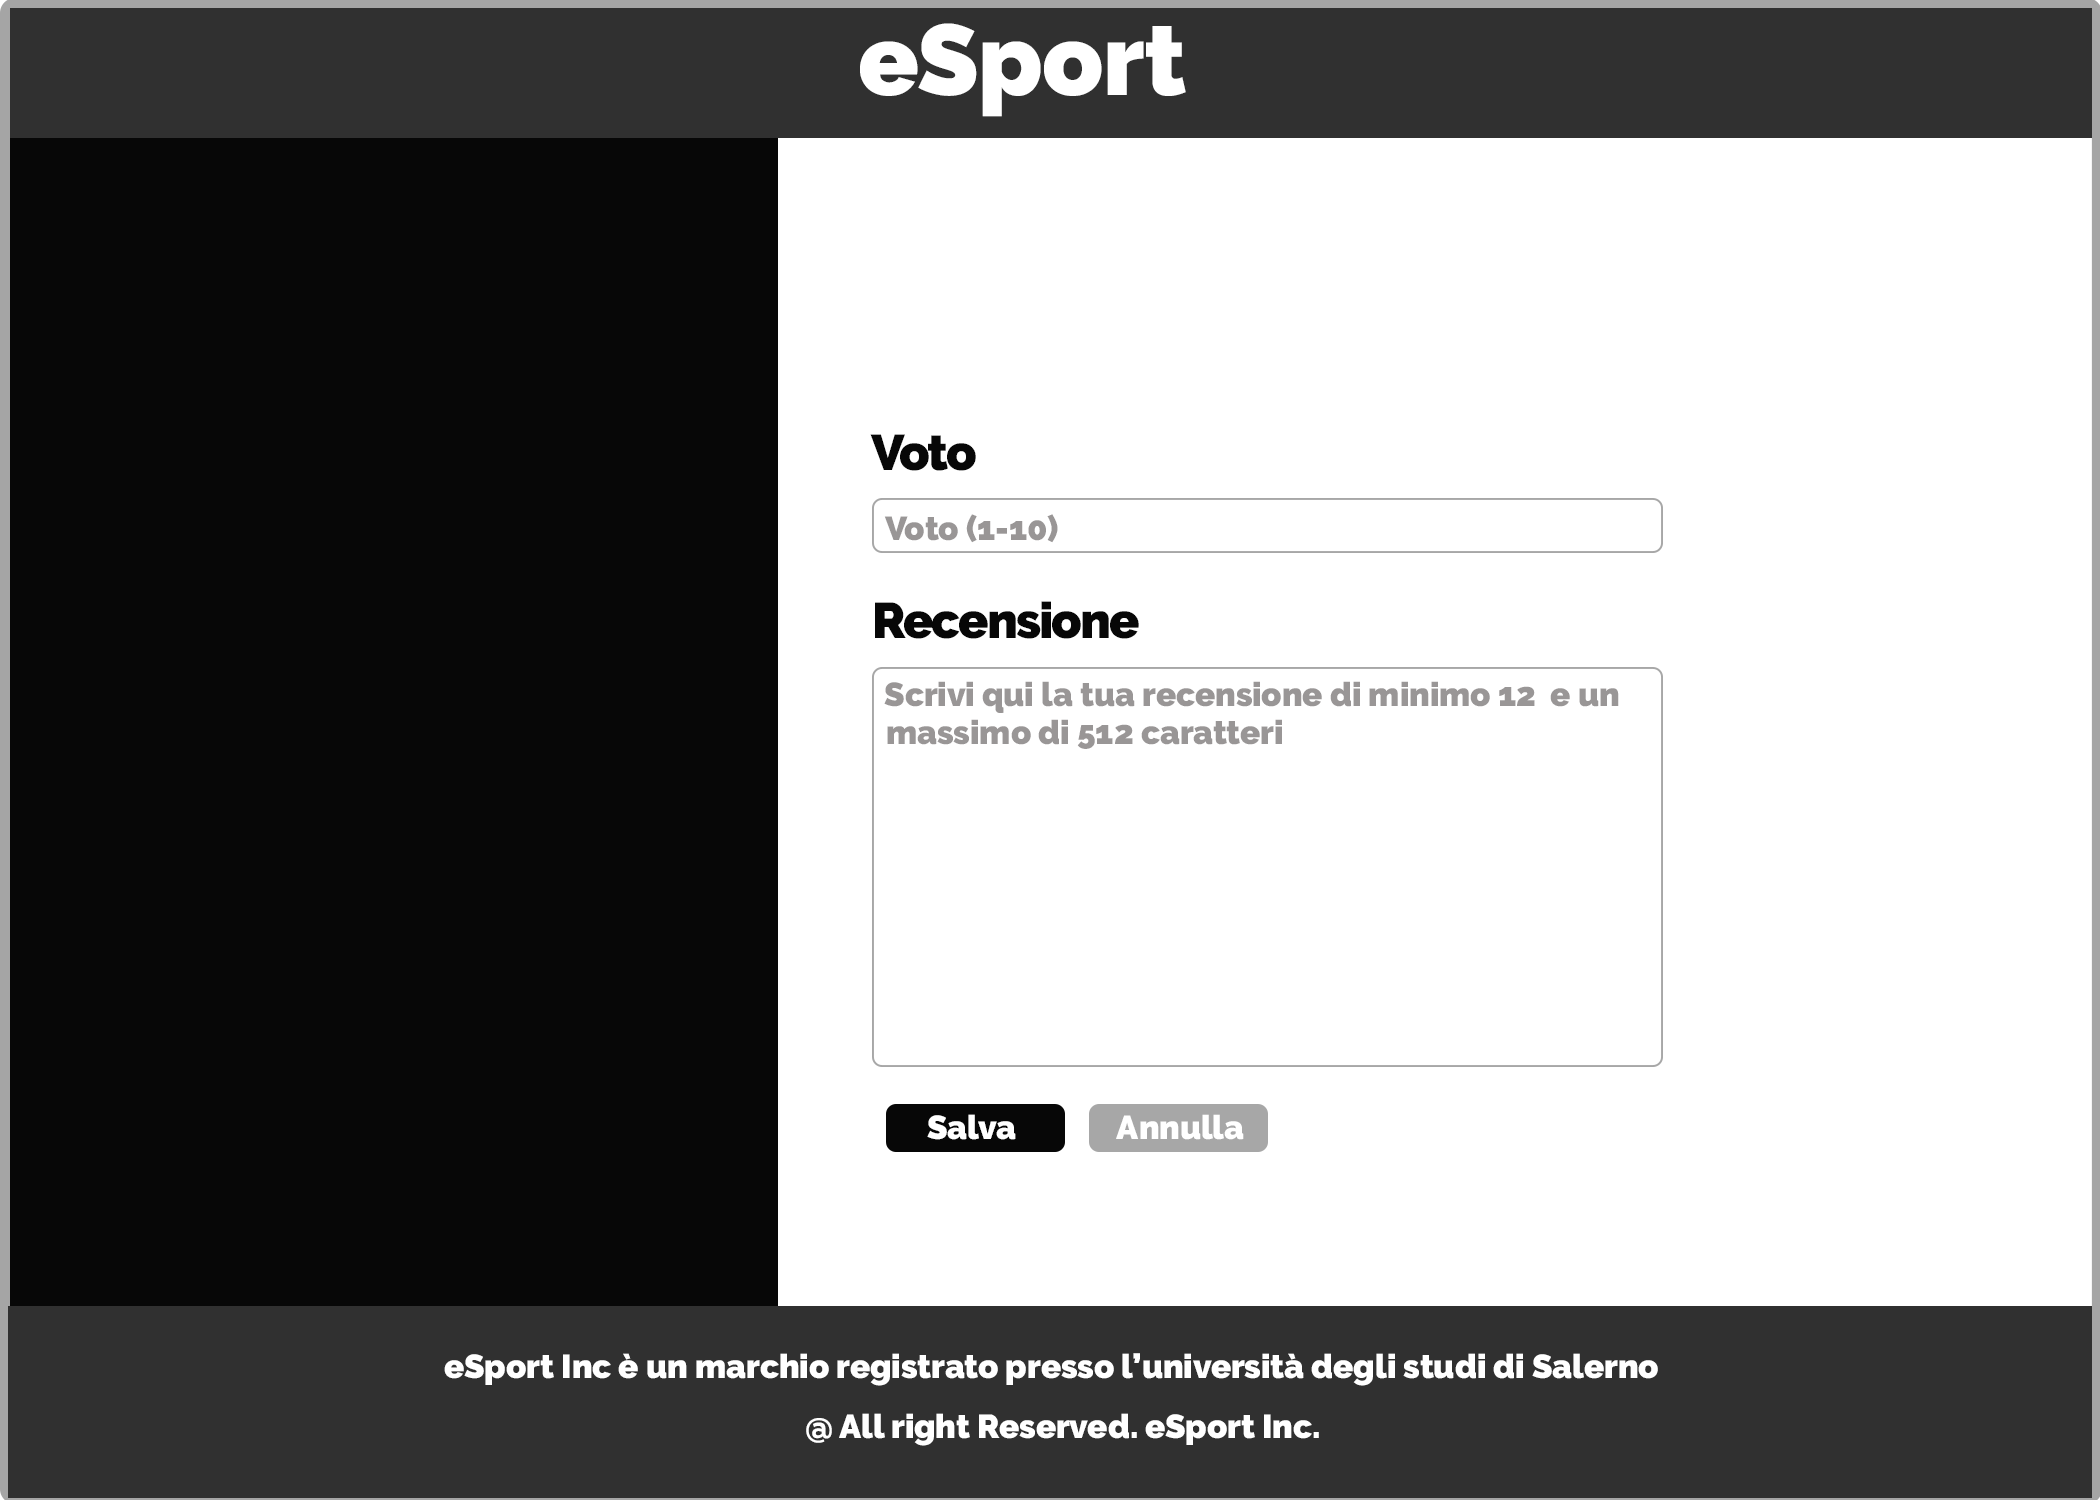 eSport
Voto
Voto (1-10)
Recensione
Scrivi qui la tua recensione di minimo 12  e un
massimo di 512 caratteri
Salva
Annulla
eSport Inc è un marchio registrato presso l’università degli studi di Salerno
@ All right Reserved. eSport Inc.